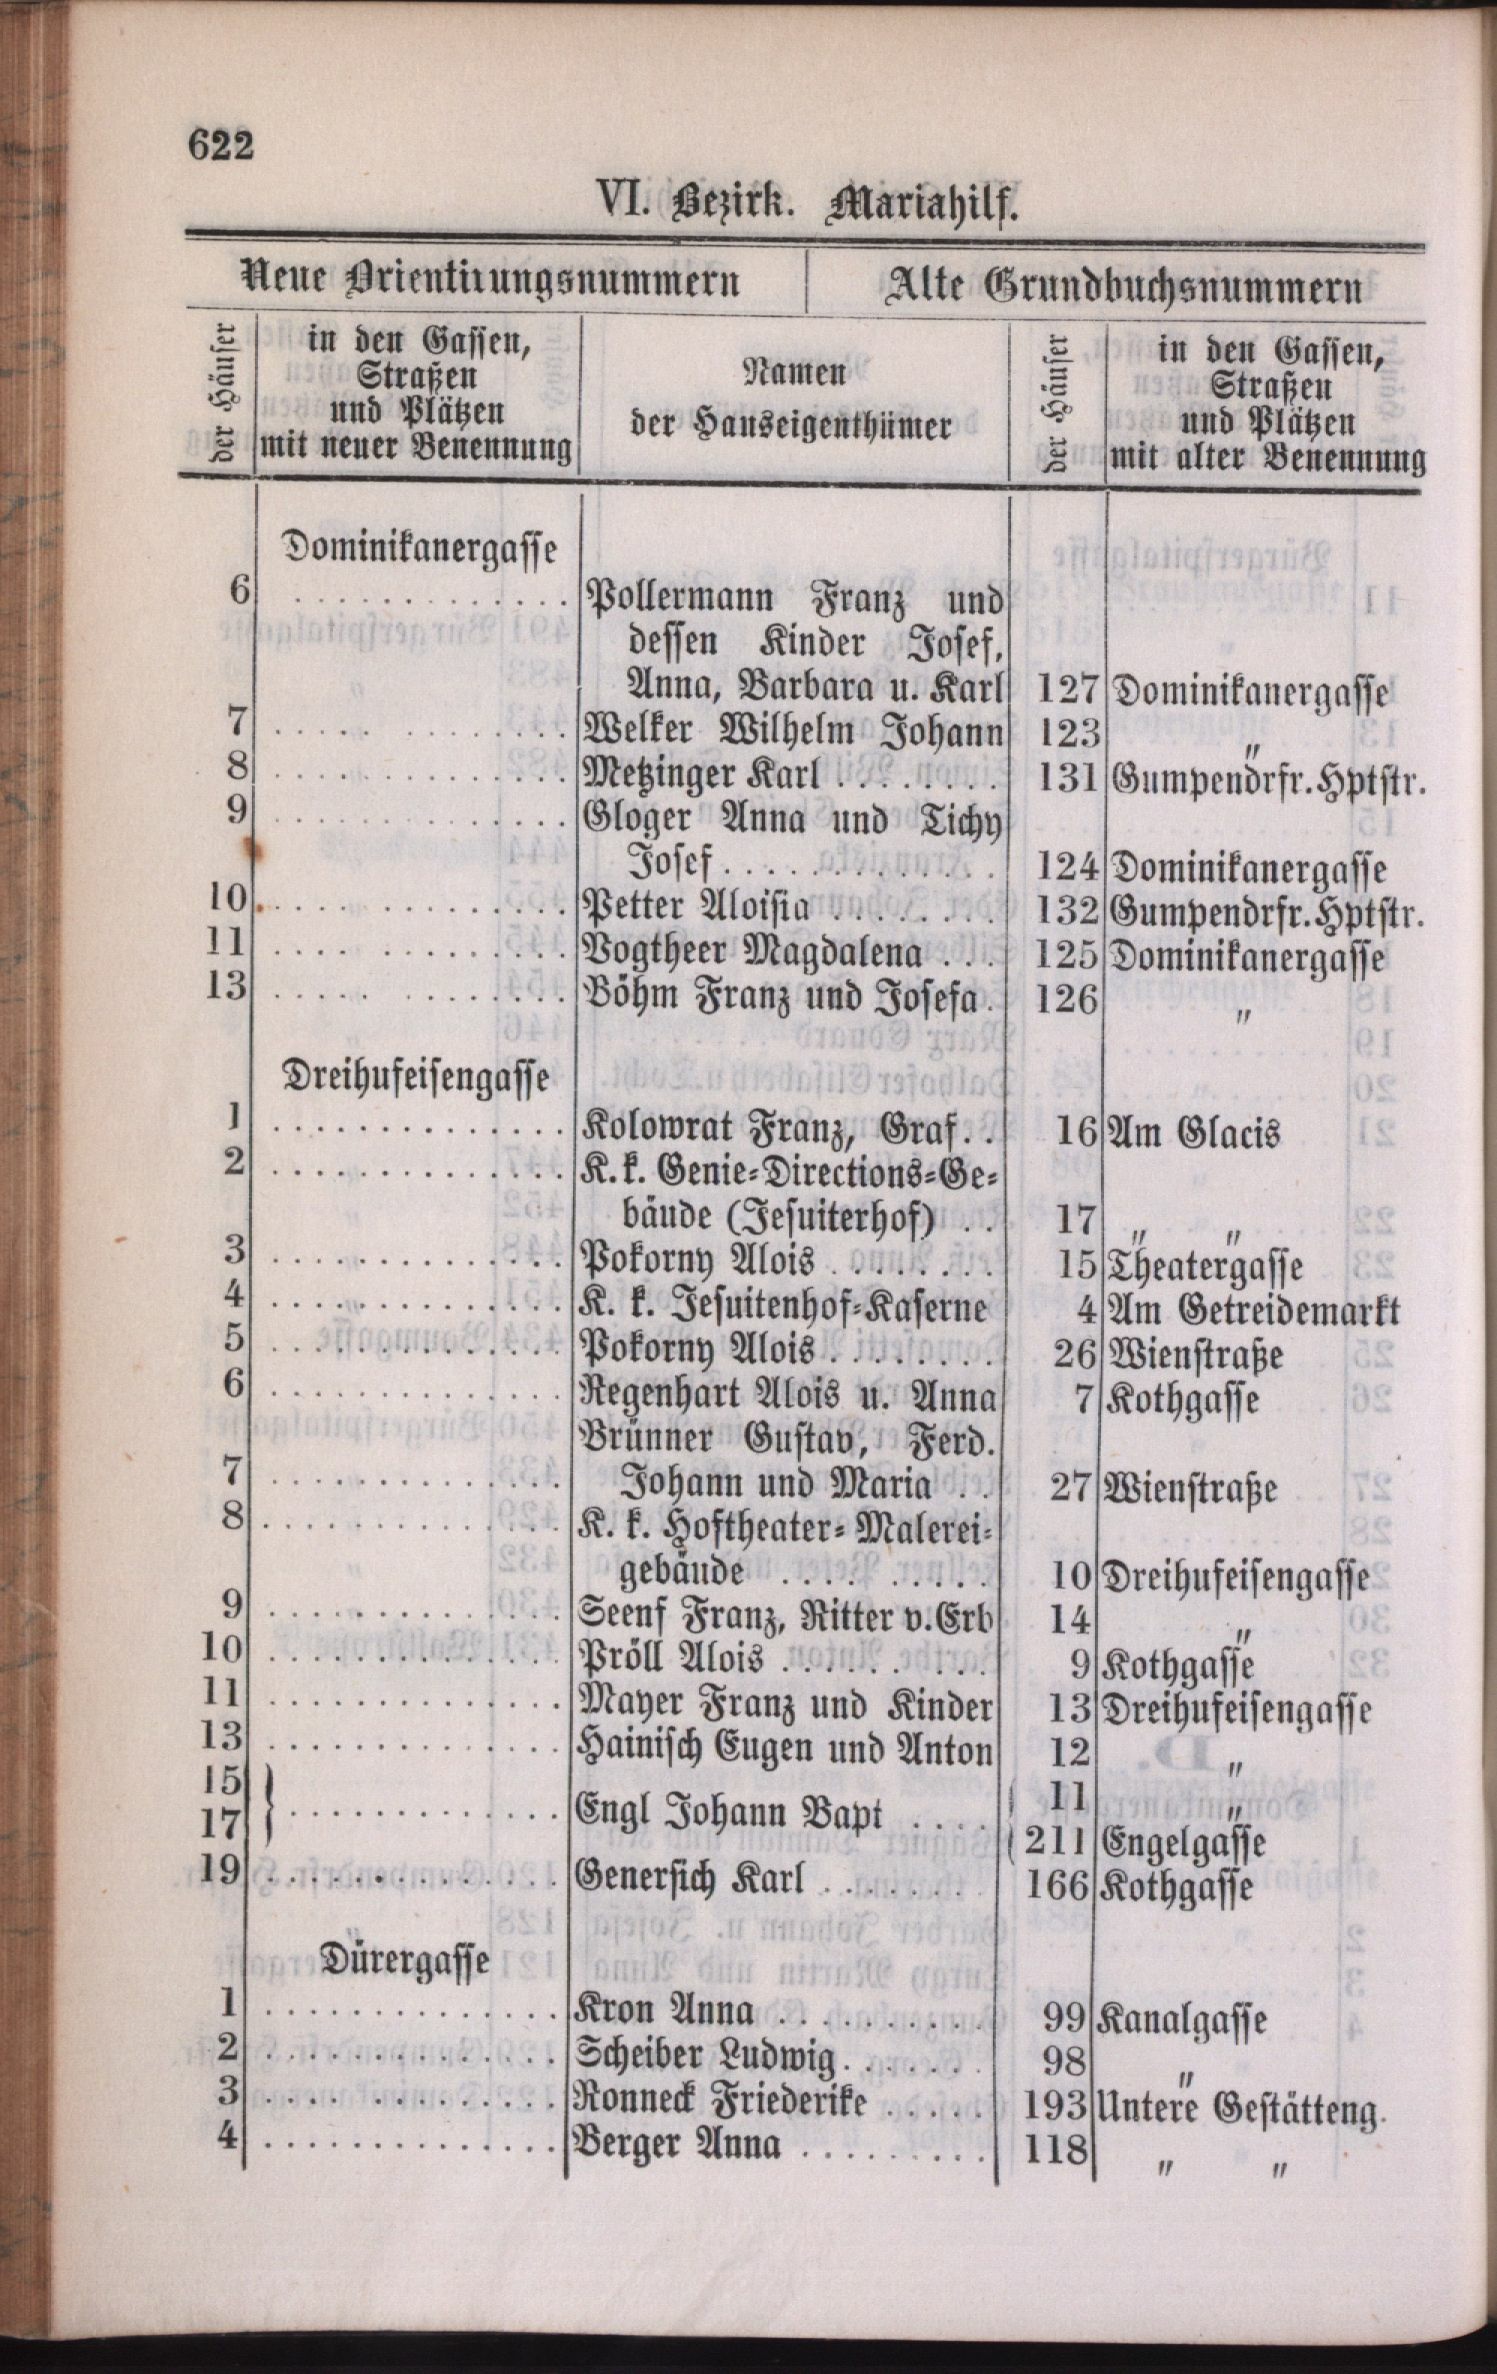 622
VI. Bezirk. Mariahilf.
Neue Orientirungsnummern Alte Grundbuchsnummern
der Häuser
in den Gassen,
Straßen
und Plätzen
mit neuer Benennung
Namen
der Hauseigenthümer
der Häuser
in den Gassen,
Straßen
und Plätzen
mit alter Benennung
Dominikanergasse
6 . . . . . . . . . . . . . Pollermann Franz und
dessen Kinder Josef,
Anna, Barbara u. Karl 127 Dominikanergasse
7 . . . . . . . . . . . . . Welker Wilhelm Johann 123 "
8 . . . . . . . . . . . . . Metzinger Karl . . . . . . . 131 Gumpendrfr. Hptstr.
9 . . . . . . . . . . . . . Gloger Anna und Tichy
Josef . . . . . . . . . . . . 124 Dominikanergasse
10 . . . . . . . . . . . . . Petter Aloisia . . . . . . . 132 Gumpendrfr. Hptstr.
11 . . . . . . . . . . . . . Vogtheer Magdalena . . . 125 Dominikanergasse
13 . . . . . . . . . . . . . Böhm Franz und Josefa . 126 "
Dreihufeisengasse
1 . . . . . . . . . . . . . Kolowrat Franz, Graf . . 16 Am Glacis
2 . . . . . . . . . . . . . K. k. Genie-Directions-Ge-
bäude (Jesuiterhof) . . 17 " "
3 . . . . . . . . . . . . . Pokorny Alois . . . . . . . 15 Theatergasse
4 . . . . . . . . . . . . . K. k. Jesuitenhof-Kaserne 4 Am Getreidemarkt
5 . . . . . . . . . . . . . Pokorny Alois . . . . . . . 26 Wienstraße
6 . . . . . . . . . . . . . Regenhart Alois u. Anna 7 Kothgasse
Brünner Gustav, Ferd.
7 . . . . . . . . . . . . . Johann und Maria . . 27 Wienstraße
8 . . . . . . . . . . . . . K. k. Hoftheater-Malerei-
gebäude . . . . . . . . . . 10 Dreihufeisengasse
9 . . . . . . . . . . . . . Seenf Franz, Ritter v. Erb 14 "
10 . . . . . . . . . . . . . Pröll Alois . . . . . . . . . 9 Kothgasse
11 . . . . . . . . . . . . . Mayer Franz und Kinder 13 Dreihufeisengasse
13 . . . . . . . . . . . . . Hainisch Eugen und Anton 12 "
15 } 11 "
17 } . . . . . . . . . . . . Engl Johann Bapt . . . . { 211 Engelgasse
19 . . . . . . . . . . . . . Genersich Karl . . . . . . 166 Kothgasse
Dürergasse
1 . . . . . . . . . . . . . Kron Anna . . . . . . . . . 99 Kanalgasse
2 . . . . . . . . . . . . . Scheiber Ludwig . . . . . . 98 "
3 . . . . . . . . . . . . . Ronneck Friederike . . . . . 193 Untere Gestätteng.
4 . . . . . . . . . . . . . Berger Anna . . . . . . . . . 118 " "